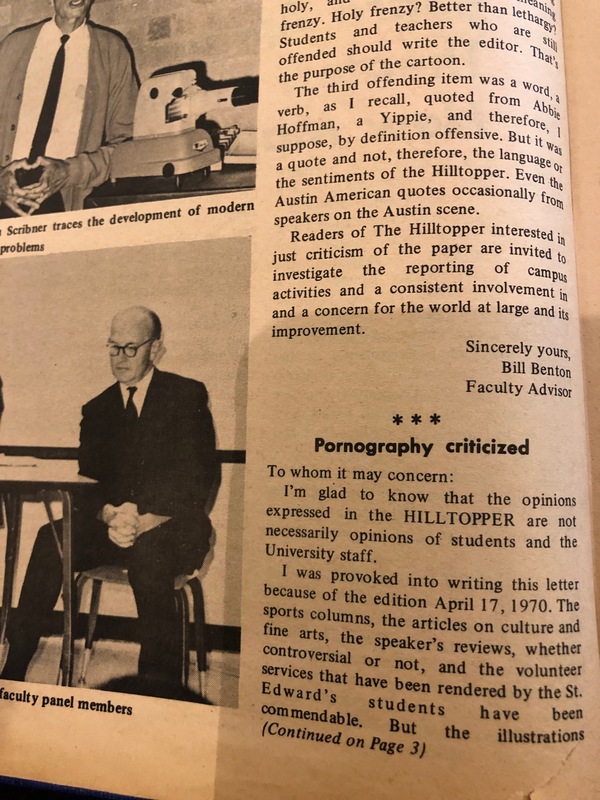 Scribner traces the development of modern
problems
faculty panel members
holy, and meaning
frenzy. Holy frenzy? Better than lethargy?
Students and teachers who are still
offended should write the editor. That's
the purpose of the cartoon.
The third offending item was a word, a
verb, as I recall, quoted from Abbie
Hoffman, a Yippie, and therefore, I
suppose, by definition offensive. But it was
a quote and not, therefore, the language or
the sentiments of the Hilltopper. Even the
Austin American quotes occasionally from
speakers on the Austin scene.
Readers of The Hilltopper interested in
just criticism of the paper are invited to
investigate the reporting of campus
activities and a consistent involvement in
and a concern for the world at large and its
improvement.
Sincerely yours,
Bill Benton
Faculty Advisor
***
Pornography criticized
To whom it may concern:
I'm glad to know that the opinions
expressed in the HILLTOPPER are not
necessarily opinions of students and the
University staff.
I was provoked into writing this letter
because of the edition April 17, 1970. The
sports columns, the articles on culture and
fine arts, the speaker's reviews, whether
controversial or not, and the volunteer
services that have been rendered by the St.
Edward's students have been
commendable. But the illustrations
(Continued on Page 3)